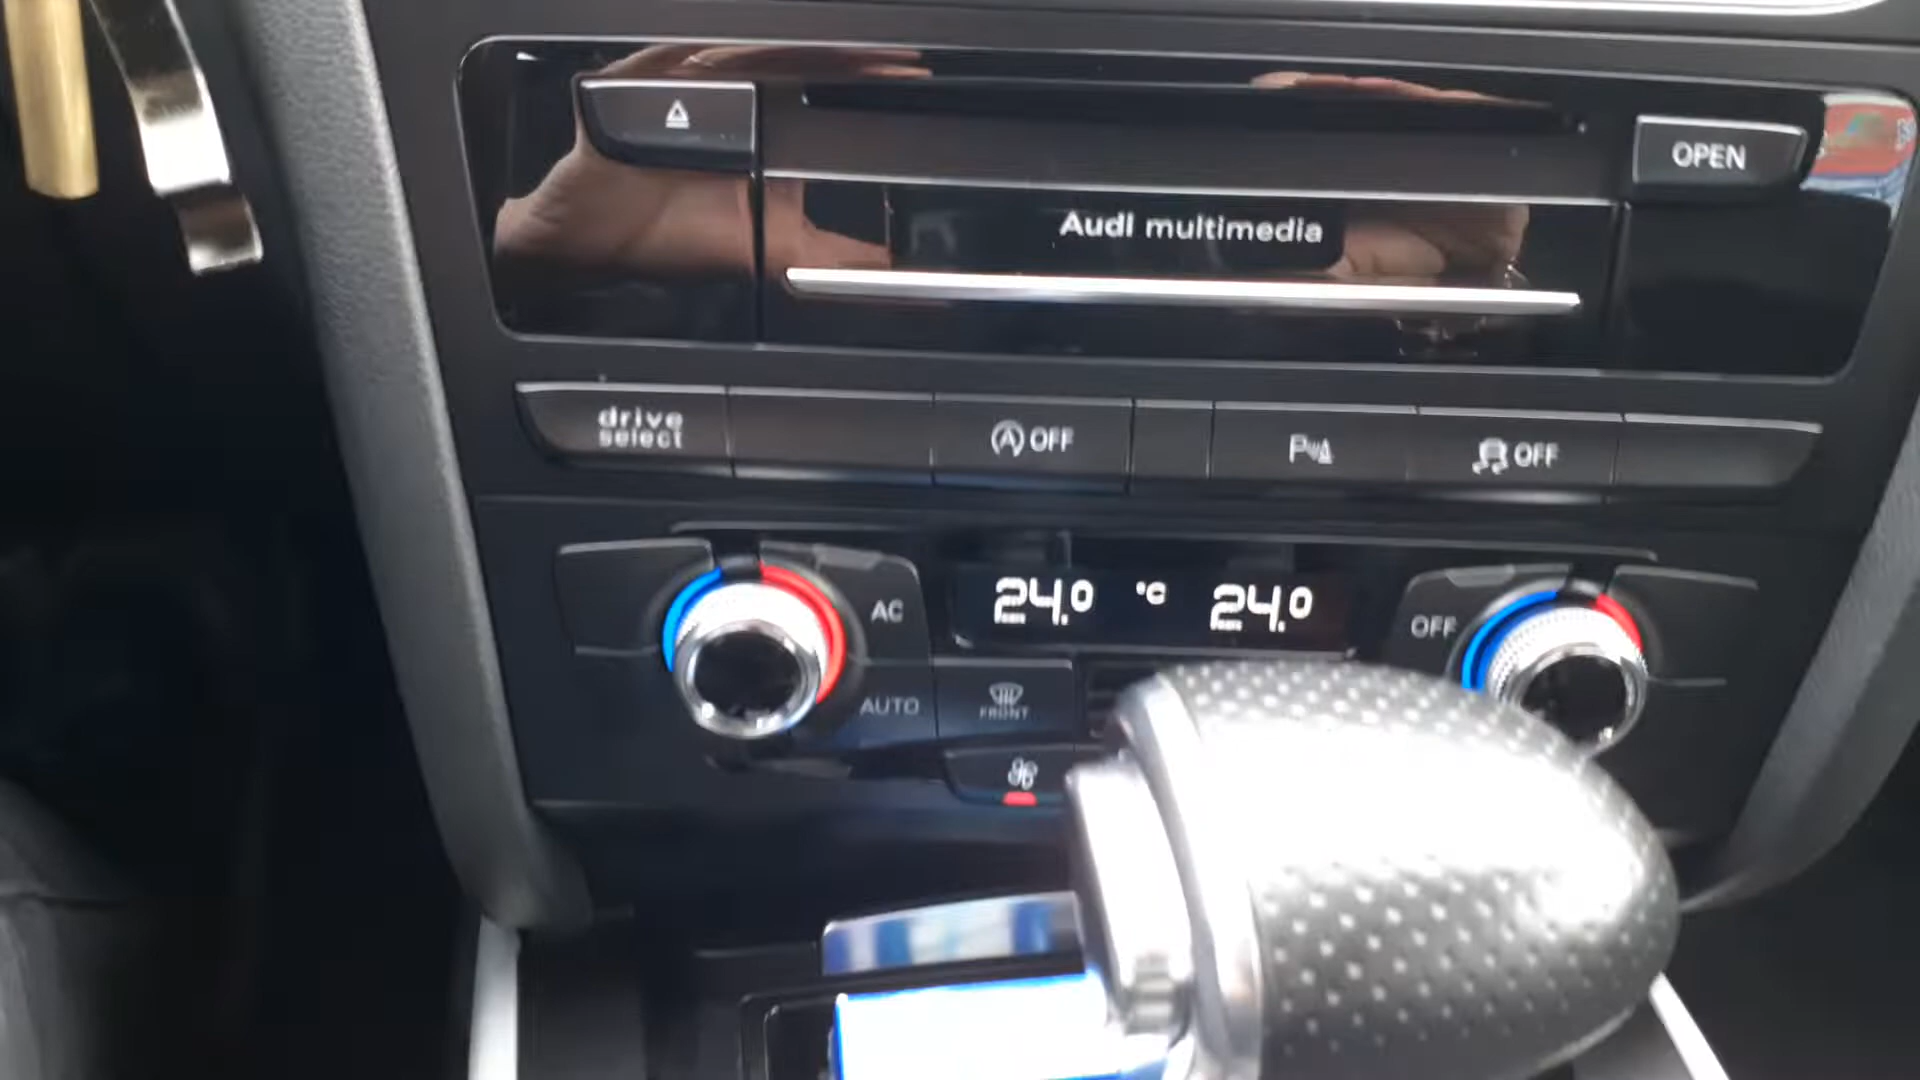 OPEN
Audi multimedia
drive
select
A OFF
P
OFF
24.0 °C 24.0
AC
OFF
AUTO
FRONT